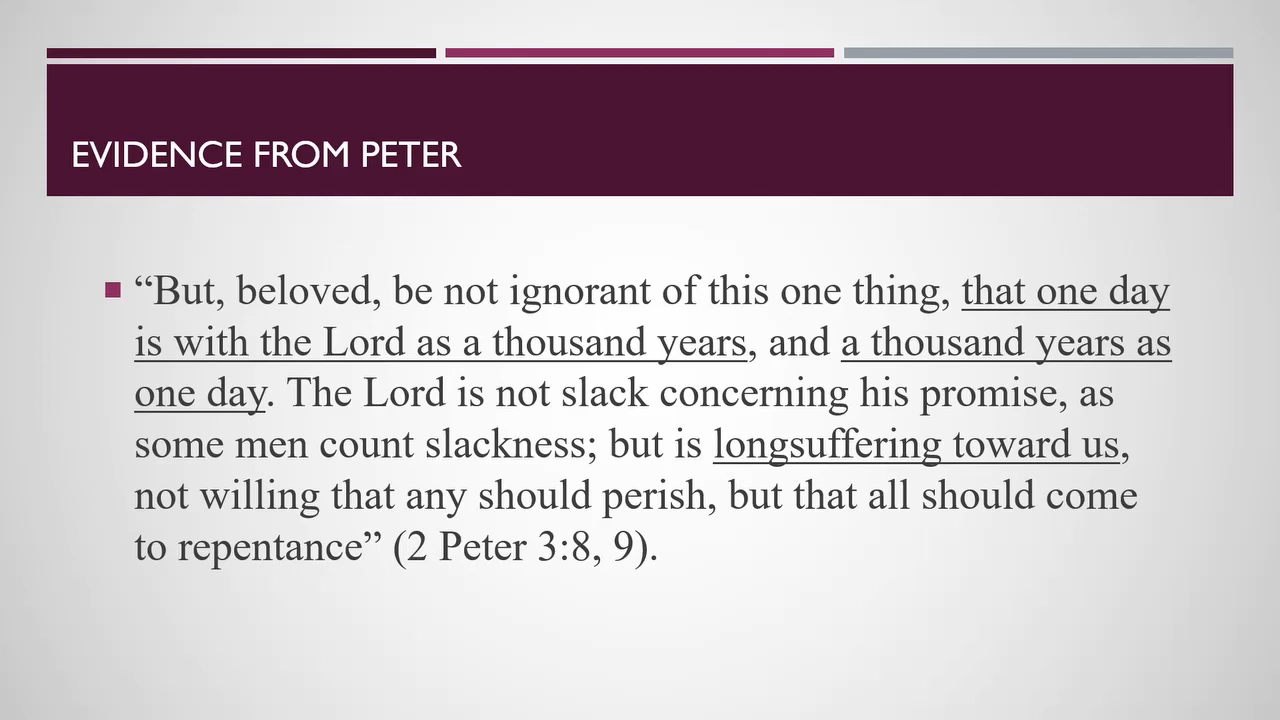 EVIDENCE FROM PETER
“But, beloved, be not ignorant of this one thing, that one day
is with the Lord as a thousand years, and a thousand years as
one day. The Lord is not slack concerning his promise, as
some men count slackness; but is longsuffering toward us,
not willing that any should perish, but that all should come
to repentance” (2 Peter 3:8, 9).